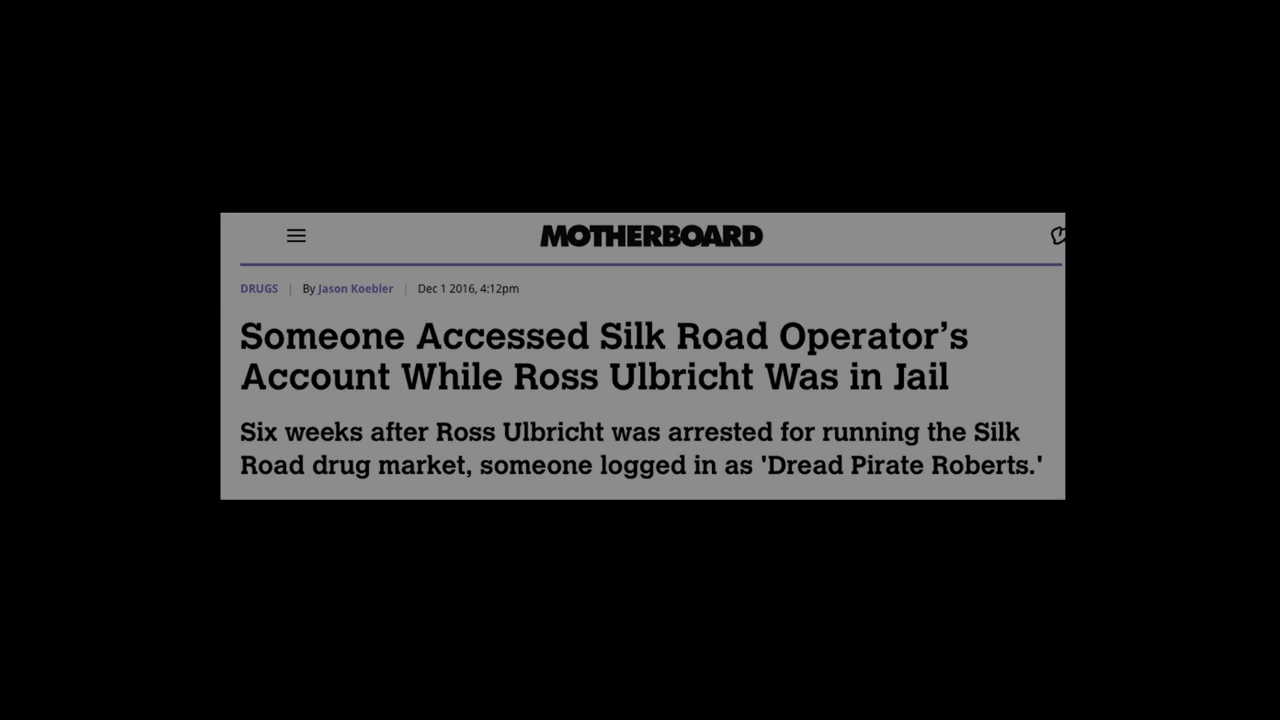 MOTHERBOARD
DRUGS | By Jason Koebler | Dec 1 2016, 4:12pm
Someone Accessed Silk Road Operator’s
Account While Ross Ulbricht Was in Jail
Six weeks after Ross Ulbricht was arrested for running the Silk
Road drug market, someone logged in as 'Dread Pirate Roberts.'